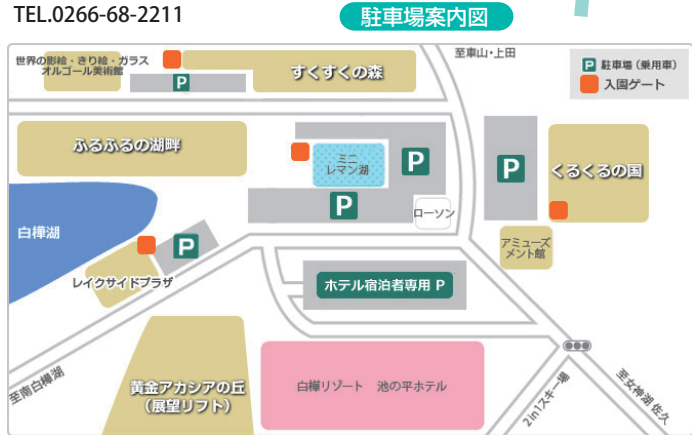 TEL.0266-68-2211
駐車場案内図
世界の影絵・きり絵・ガラス
オルゴール美術館
P
すくすくの森
至車山・上田
P 駐車場（乗用車）
入園ゲート
ふるふるの湖畔
ミニ
レマン湖
P
P
くるくるの国
P
ローソン
白樺湖
P
アミューズ
メント館
レイクサイドプラザ
ホテル宿泊者専用 P
至南白樺湖
黄金アカシアの丘
（展望リフト）
白樺リゾート 池の平ホテル
2in1スキー場
至女神湖 佐久